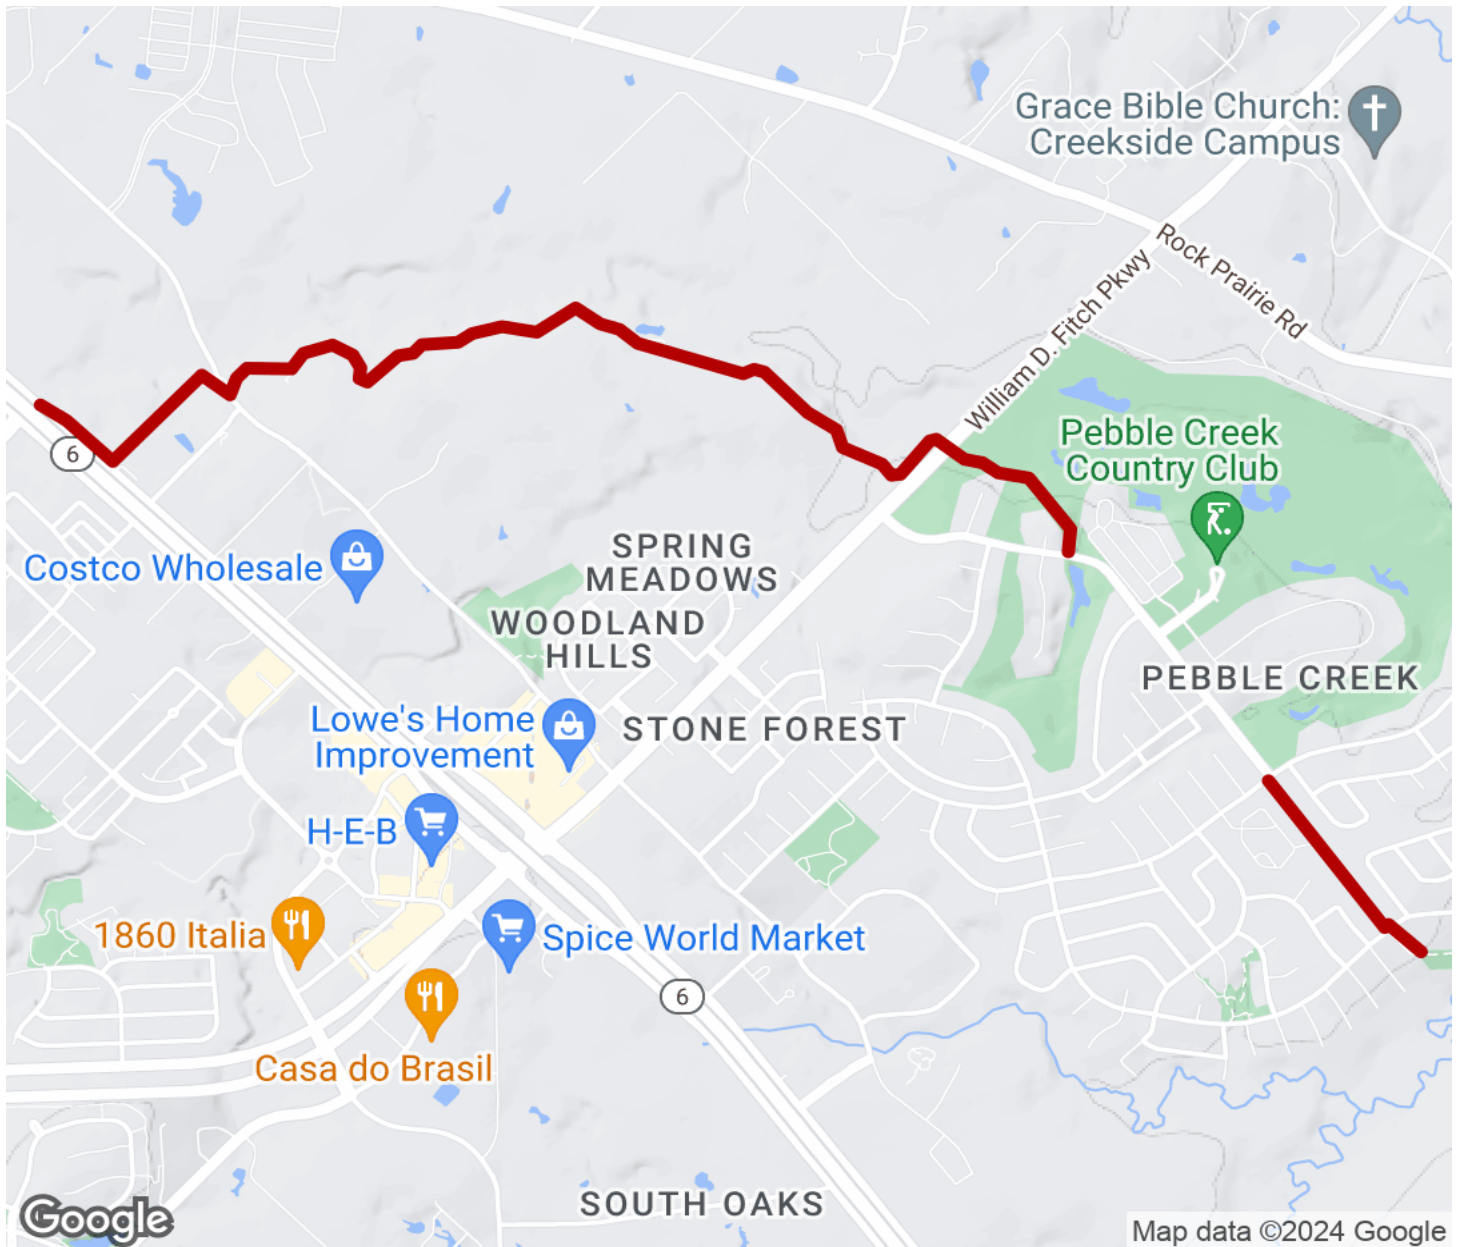 Grace Bible Church:
Creekside Campus
Rock Prairie Rd
William D. Fitch Pkwy
Pebble Creek
Country Club
6
SPRING
MEADOWS
Costco Wholesale
WOODLAND
HILLS
PEBBLE CREEK
Lowe's Home
Improvement
STONE FOREST
H-E-B
1860 Italia
Spice World Market
6
Casa do Brasil
SOUTH OAKS
Google
Map data ©2024 Google